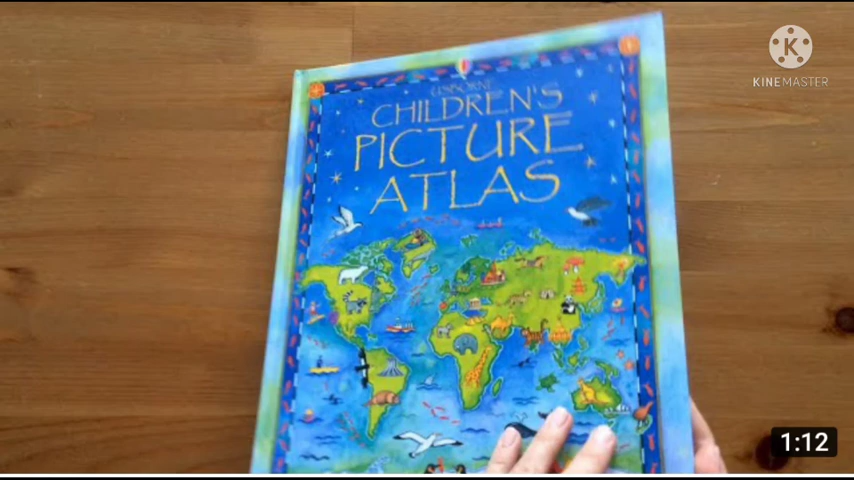 KINEMASTER
USBORNE
CHILDREN'S
PICTURE
ATLAS
1:12